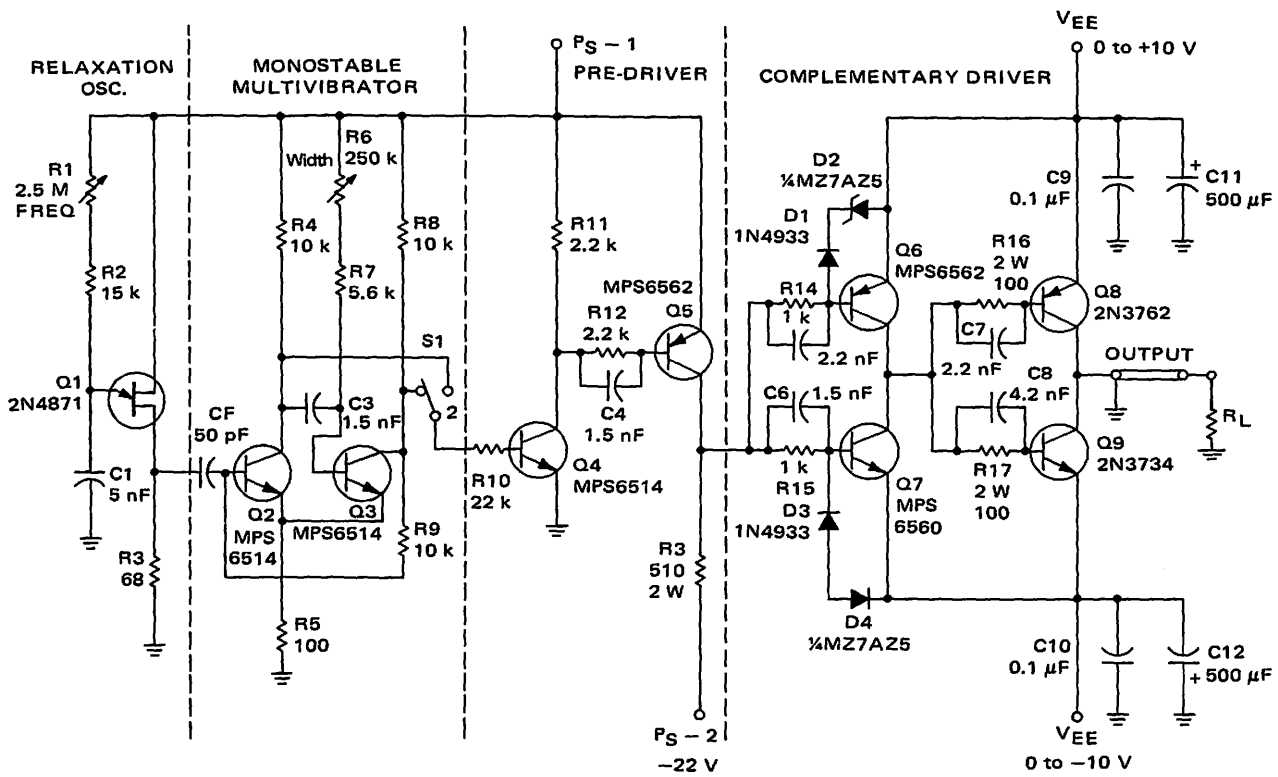 RELAXATION
OSC.
MONOSTABLE
MULTIVIBRATOR
PS – 1
PRE-DRIVER
COMPLEMENTARY DRIVER
VEE
0 to +10 V
R1
2.5 M
FREQ
R2
15 k
Q1
2N4871
C1
5 nF
R3
68
CF
50 pF
R4
10 k
Width
R6
250 k
R7
5.6 k
R8
10 k
C3
1.5 nF
Q2
MPS
6514
Q3
MPS6514
R9
10 k
R5
100
S1
2
R10
22 k
Q4
MPS6514
R11
2.2 k
R12
2.2 k
C4
1.5 nF
MPS6562
Q5
R3
510
2 W
PS – 2
–22 V
D2
¼MZ7AZ5
D1
1N4933
Q6
MPS6562
R14
1 k
2.2 nF
C6
1.5 nF
1 k
R15
Q7
MPS
6560
D3
1N4933
D4
¼MZ7AZ5
C9
0.1 µF
+
C11
500 µF
R16
2 W
100
C7
2.2 nF
Q8
2N3762
OUTPUT
RL
C8
4.2 nF
R17
2 W
100
Q9
2N3734
C10
0.1 µF
C12
+
500 µF
VEE
0 to –10 V